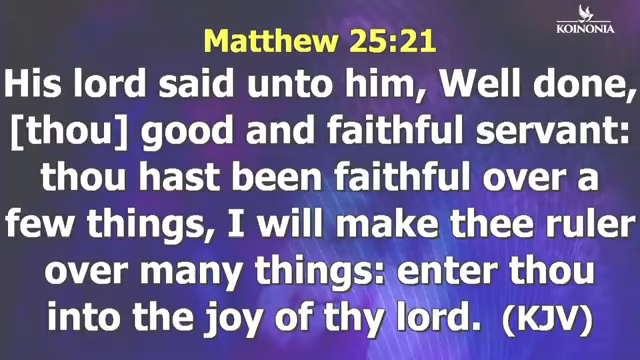 KOINONIA
Matthew 25:21
His lord said unto him, Well done,
[thou] good and faithful servant:
thou hast been faithful over a
few things, I will make thee ruler
over many things: enter thou
into the joy of thy lord. (KJV)